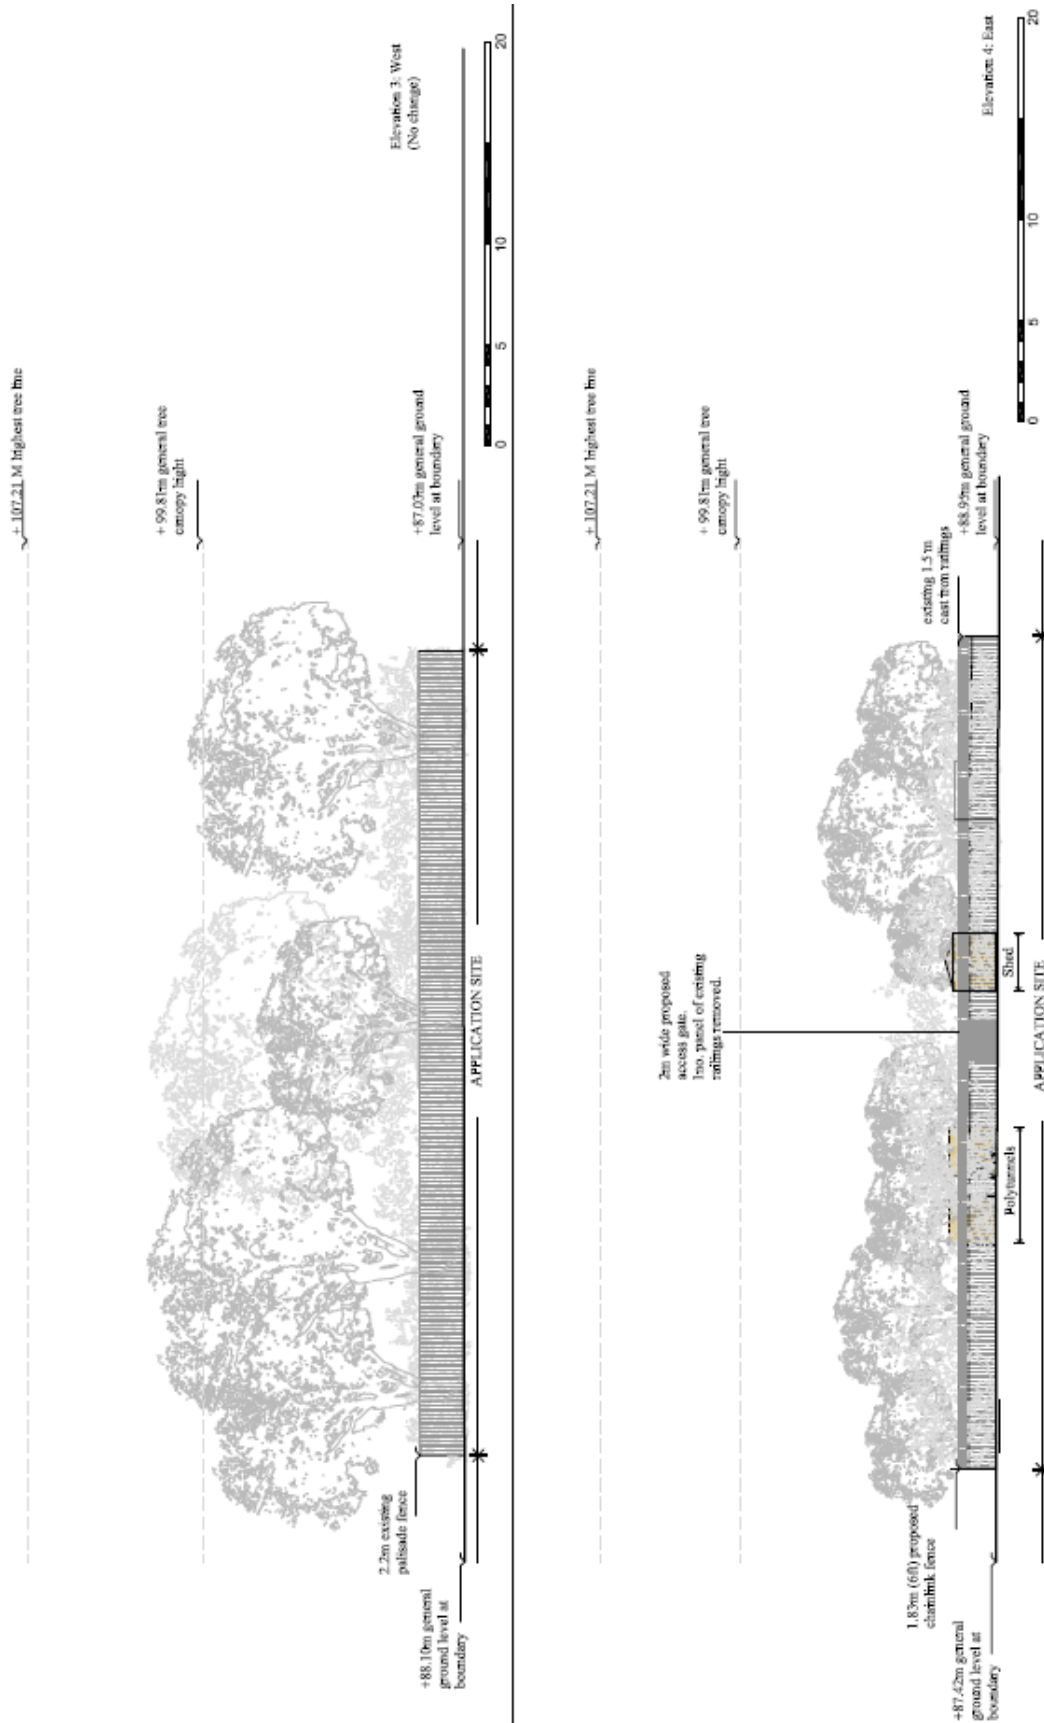 + 107.21 M highest tree line
+ 99.81m general tree
canopy hight
Elevation 3: West
(No change)
2.2m existing
palisade fence
+88.10m general
ground level at
boundary
+87.03m general ground
level at boundary
APPLICATION SITE
0
5
10
20
+ 107.21 M highest tree line
+ 99.81m general tree
canopy hight
2m wide proposed
access gate.
1no. panel of existing
railings removed.
existing 1.5 m
cast iron railings
1.83m (6ft) proposed
chainlink fence
+87.42m general
ground level at
boundary
+88.95m general ground
level at boundary
Elevation 4: East
Polytunnels
Shed
APPLICATION SITE
0
5
10
20